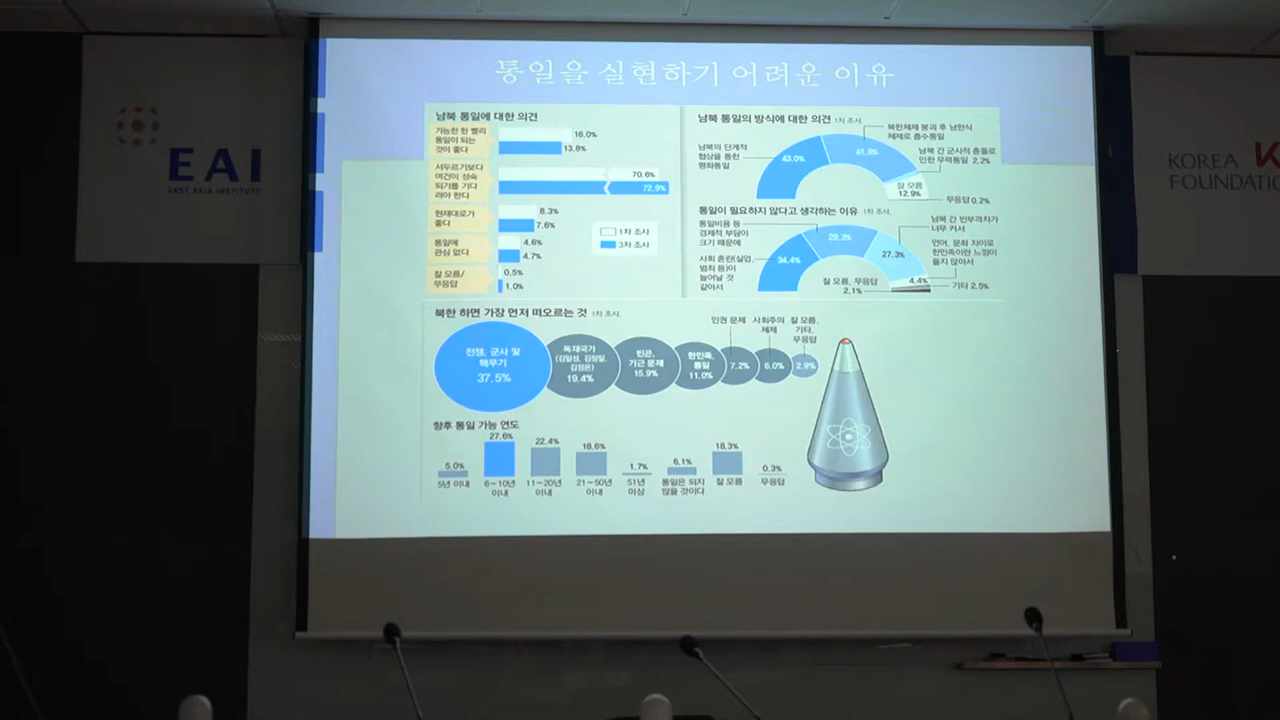 통일을 실현하기 어려운 이유
EAI
EAST ASIA INSTITUTE
KOREA
FOUNDATIO
남북 통일에 대한 의견
가능한 한 빨리
통일이 되는
것이 좋다
16.0%
13.8%
서두르기보다
여건이 성숙
되기를 기다
려야 한다
70.6%
72.9%
현재대로가
좋다
8.3%
7.6%
통일에
관심 없다
4.6%
4.7%
잘 모름/
무응답
0.5%
1.0%
1차 조사
3차 조사
남북 통일의 방식에 대한 의견 1차 조사.
남북의 단계적
협상을 통한
평화통일
43.0%
41.8%
북한체제 붕괴 후 남한식
체제로 흡수통일
남북 간 군사적 충돌로
인한 무력통일 2.2%
잘 모름
12.9%
무응답 0.2%
통일이 필요하지 않다고 생각하는 이유 1차 조사.
통일비용 등
경제적 부담이
크기 때문에
29.3%
남북 간 빈부격차가
너무 커서
27.3%
사회 혼란(실업,
범죄 등)이
늘어날 것
같아서
34.4%
언어, 문화 차이로
한민족이란 느낌이
들지 않아서
4.4%
잘 모름, 무응답
2.1%
기타 2.5%
북한 하면 가장 먼저 떠오르는 것 1차 조사.
전쟁, 군사 및
핵무기
37.5%
독재국가
(김일성, 김정일,
김정은)
19.4%
빈곤,
기근 문제
15.9%
한민족,
통일
11.0%
인권 문제
7.2%
사회주의
체제
6.0%
잘 모름,
기타,
무응답
2.9%
향후 통일 가능 연도
5.0%
27.6%
22.4%
18.6%
1.7%
6.1%
18.3%
0.3%
5년 이내
6~10년
이내
11~20년
이내
21~50년
이내
51년
이상
통일은 되지
않을 것이다
잘 모름
무응답